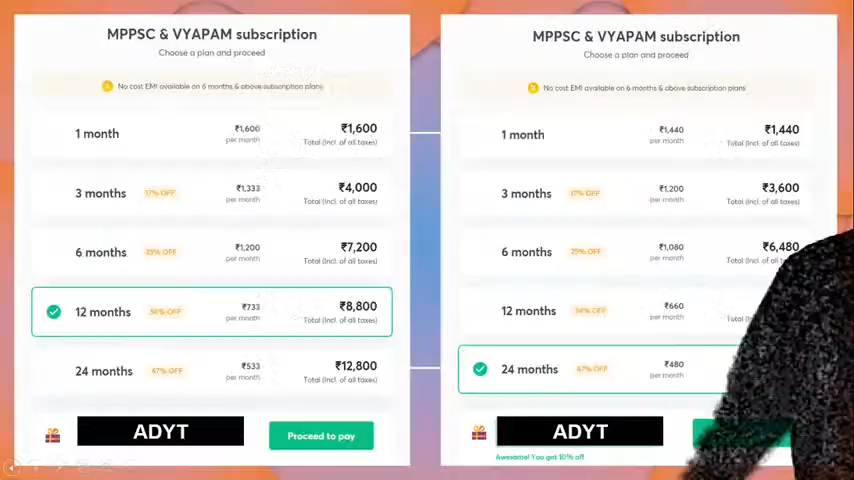 MPPSC & VYAPAM subscription
Choose a plan and proceed
No cost EMI available on 6 months & above subscription plans
1 month ₹1,600 ₹1,600
per month Total (Incl. of all taxes)
3 months 17% OFF ₹1,333 ₹4,000
per month Total (Incl. of all taxes)
6 months 25% OFF ₹1,200 ₹7,200
per month Total (Incl. of all taxes)
12 months 54% OFF ₹733 ₹8,800
per month Total (Incl. of all taxes)
24 months 67% OFF ₹533 ₹12,800
per month Total (Incl. of all taxes)
ADYT
Proceed to pay
MPPSC & VYAPAM subscription
Choose a plan and proceed
No cost EMI available on 6 months & above subscription plans
1 month ₹1,440 ₹1,440
per month Total (Incl. of all taxes)
3 months 17% OFF ₹1,200 ₹3,600
per month Total (Incl. of all taxes)
6 months 25% OFF ₹1,080 ₹6,480
per month Total (Incl. of
12 months 54% OFF ₹660
per month Total
24 months 67% OFF ₹480
per month
ADYT
Awesome! You got 10% off